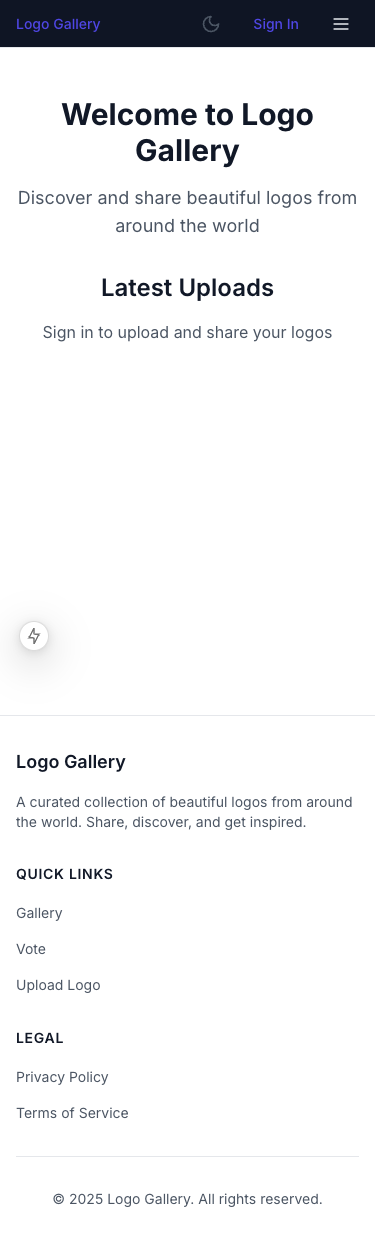 Logo Gallery
Sign In
Welcome to Logo
Gallery
Discover and share beautiful logos from
around the world
Latest Uploads
Sign in to upload and share your logos
Logo Gallery
A curated collection of beautiful logos from around
the world. Share, discover, and get inspired.
QUICK LINKS
Gallery
Vote
Upload Logo
LEGAL
Privacy Policy
Terms of Service
© 2025 Logo Gallery. All rights reserved.